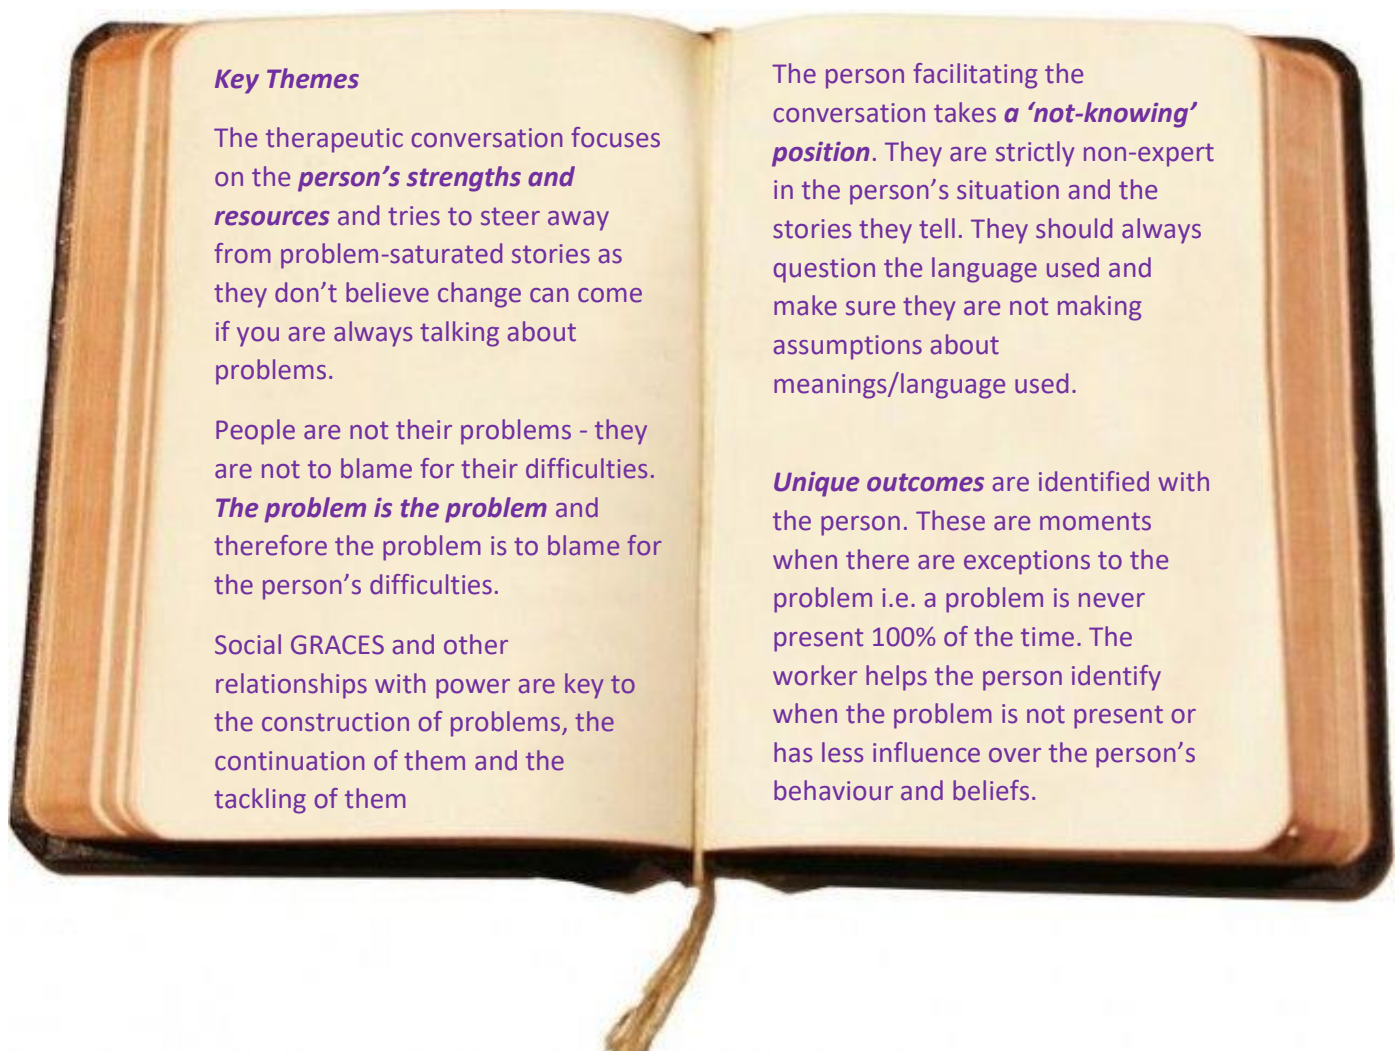 Key Themes
The therapeutic conversation focuses
on the person’s strengths and
resources and tries to steer away
from problem-saturated stories as
they don’t believe change can come
if you are always talking about
problems.
People are not their problems - they
are not to blame for their difficulties.
The problem is the problem and
therefore the problem is to blame for
the person’s difficulties.
Social GRACES and other
relationships with power are key to
the construction of problems, the
continuation of them and the
tackling of them
The person facilitating the
conversation takes a ‘not-knowing’
position. They are strictly non-expert
in the person’s situation and the
stories they tell. They should always
question the language used and
make sure they are not making
assumptions about
meanings/language used.
Unique outcomes are identified with
the person. These are moments
when there are exceptions to the
problem i.e. a problem is never
present 100% of the time. The
worker helps the person identify
when the problem is not present or
has less influence over the person’s
behaviour and beliefs.